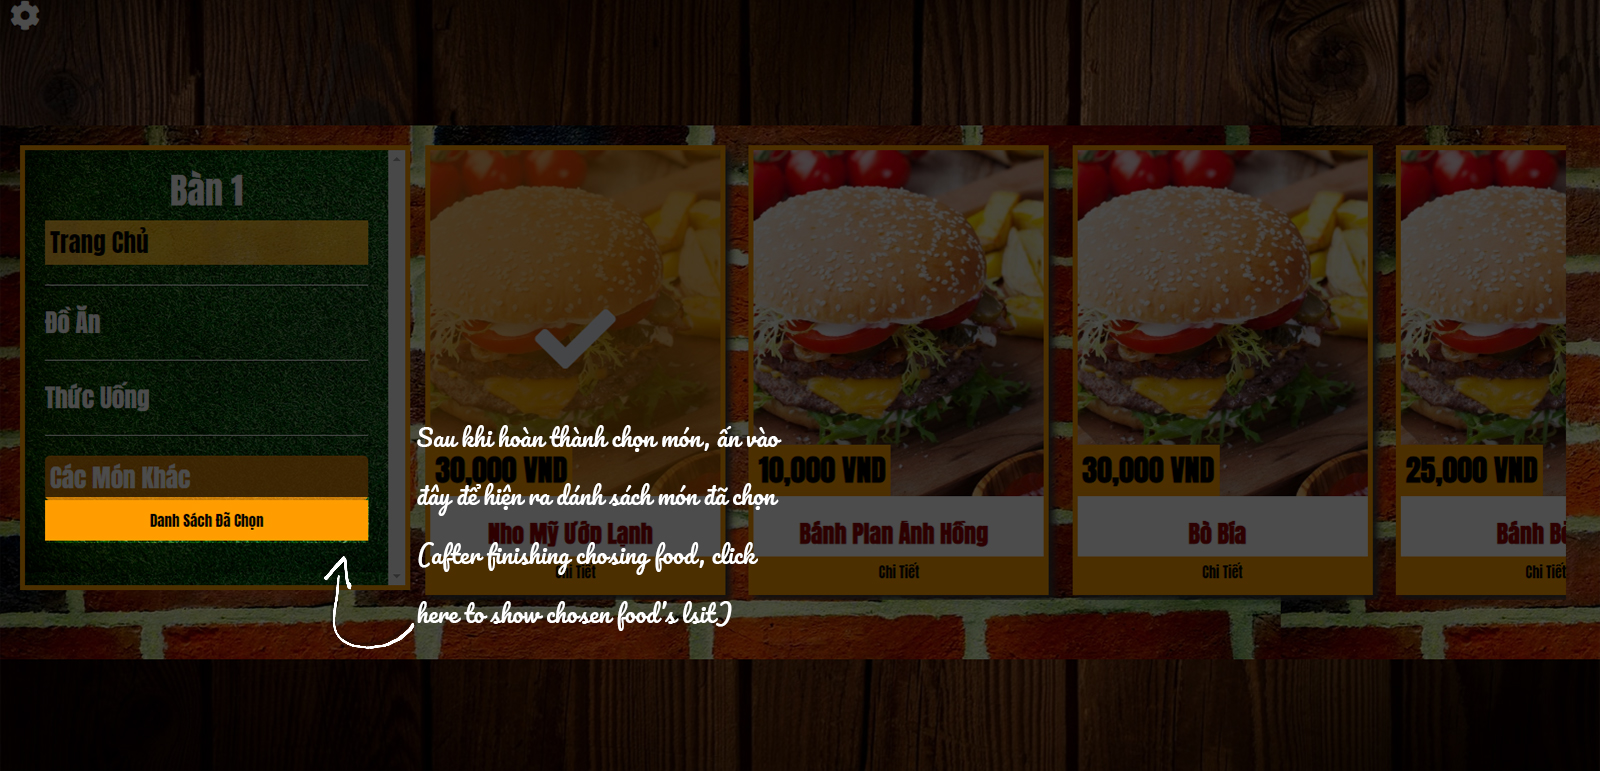 Bàn 1
Trang Chủ
Đồ Ăn
Thức Uống
Các Món Khác
Danh Sách Đã Chọn
Sau khi hoàn thành chọn món, ấn vào
đây để hiện ra dánh sách món đã chọn
(after finishing chosing food, click
here to show chosen food's lsit)
30,000 VND
Nho Mỹ Ướp Lạnh
Chi Tiết
10,000 VND
Bánh Plan Ánh Hồng
Chi Tiết
30,000 VND
Bò Bía
Chi Tiết
25,000 VND
Bánh
Chi Tiết